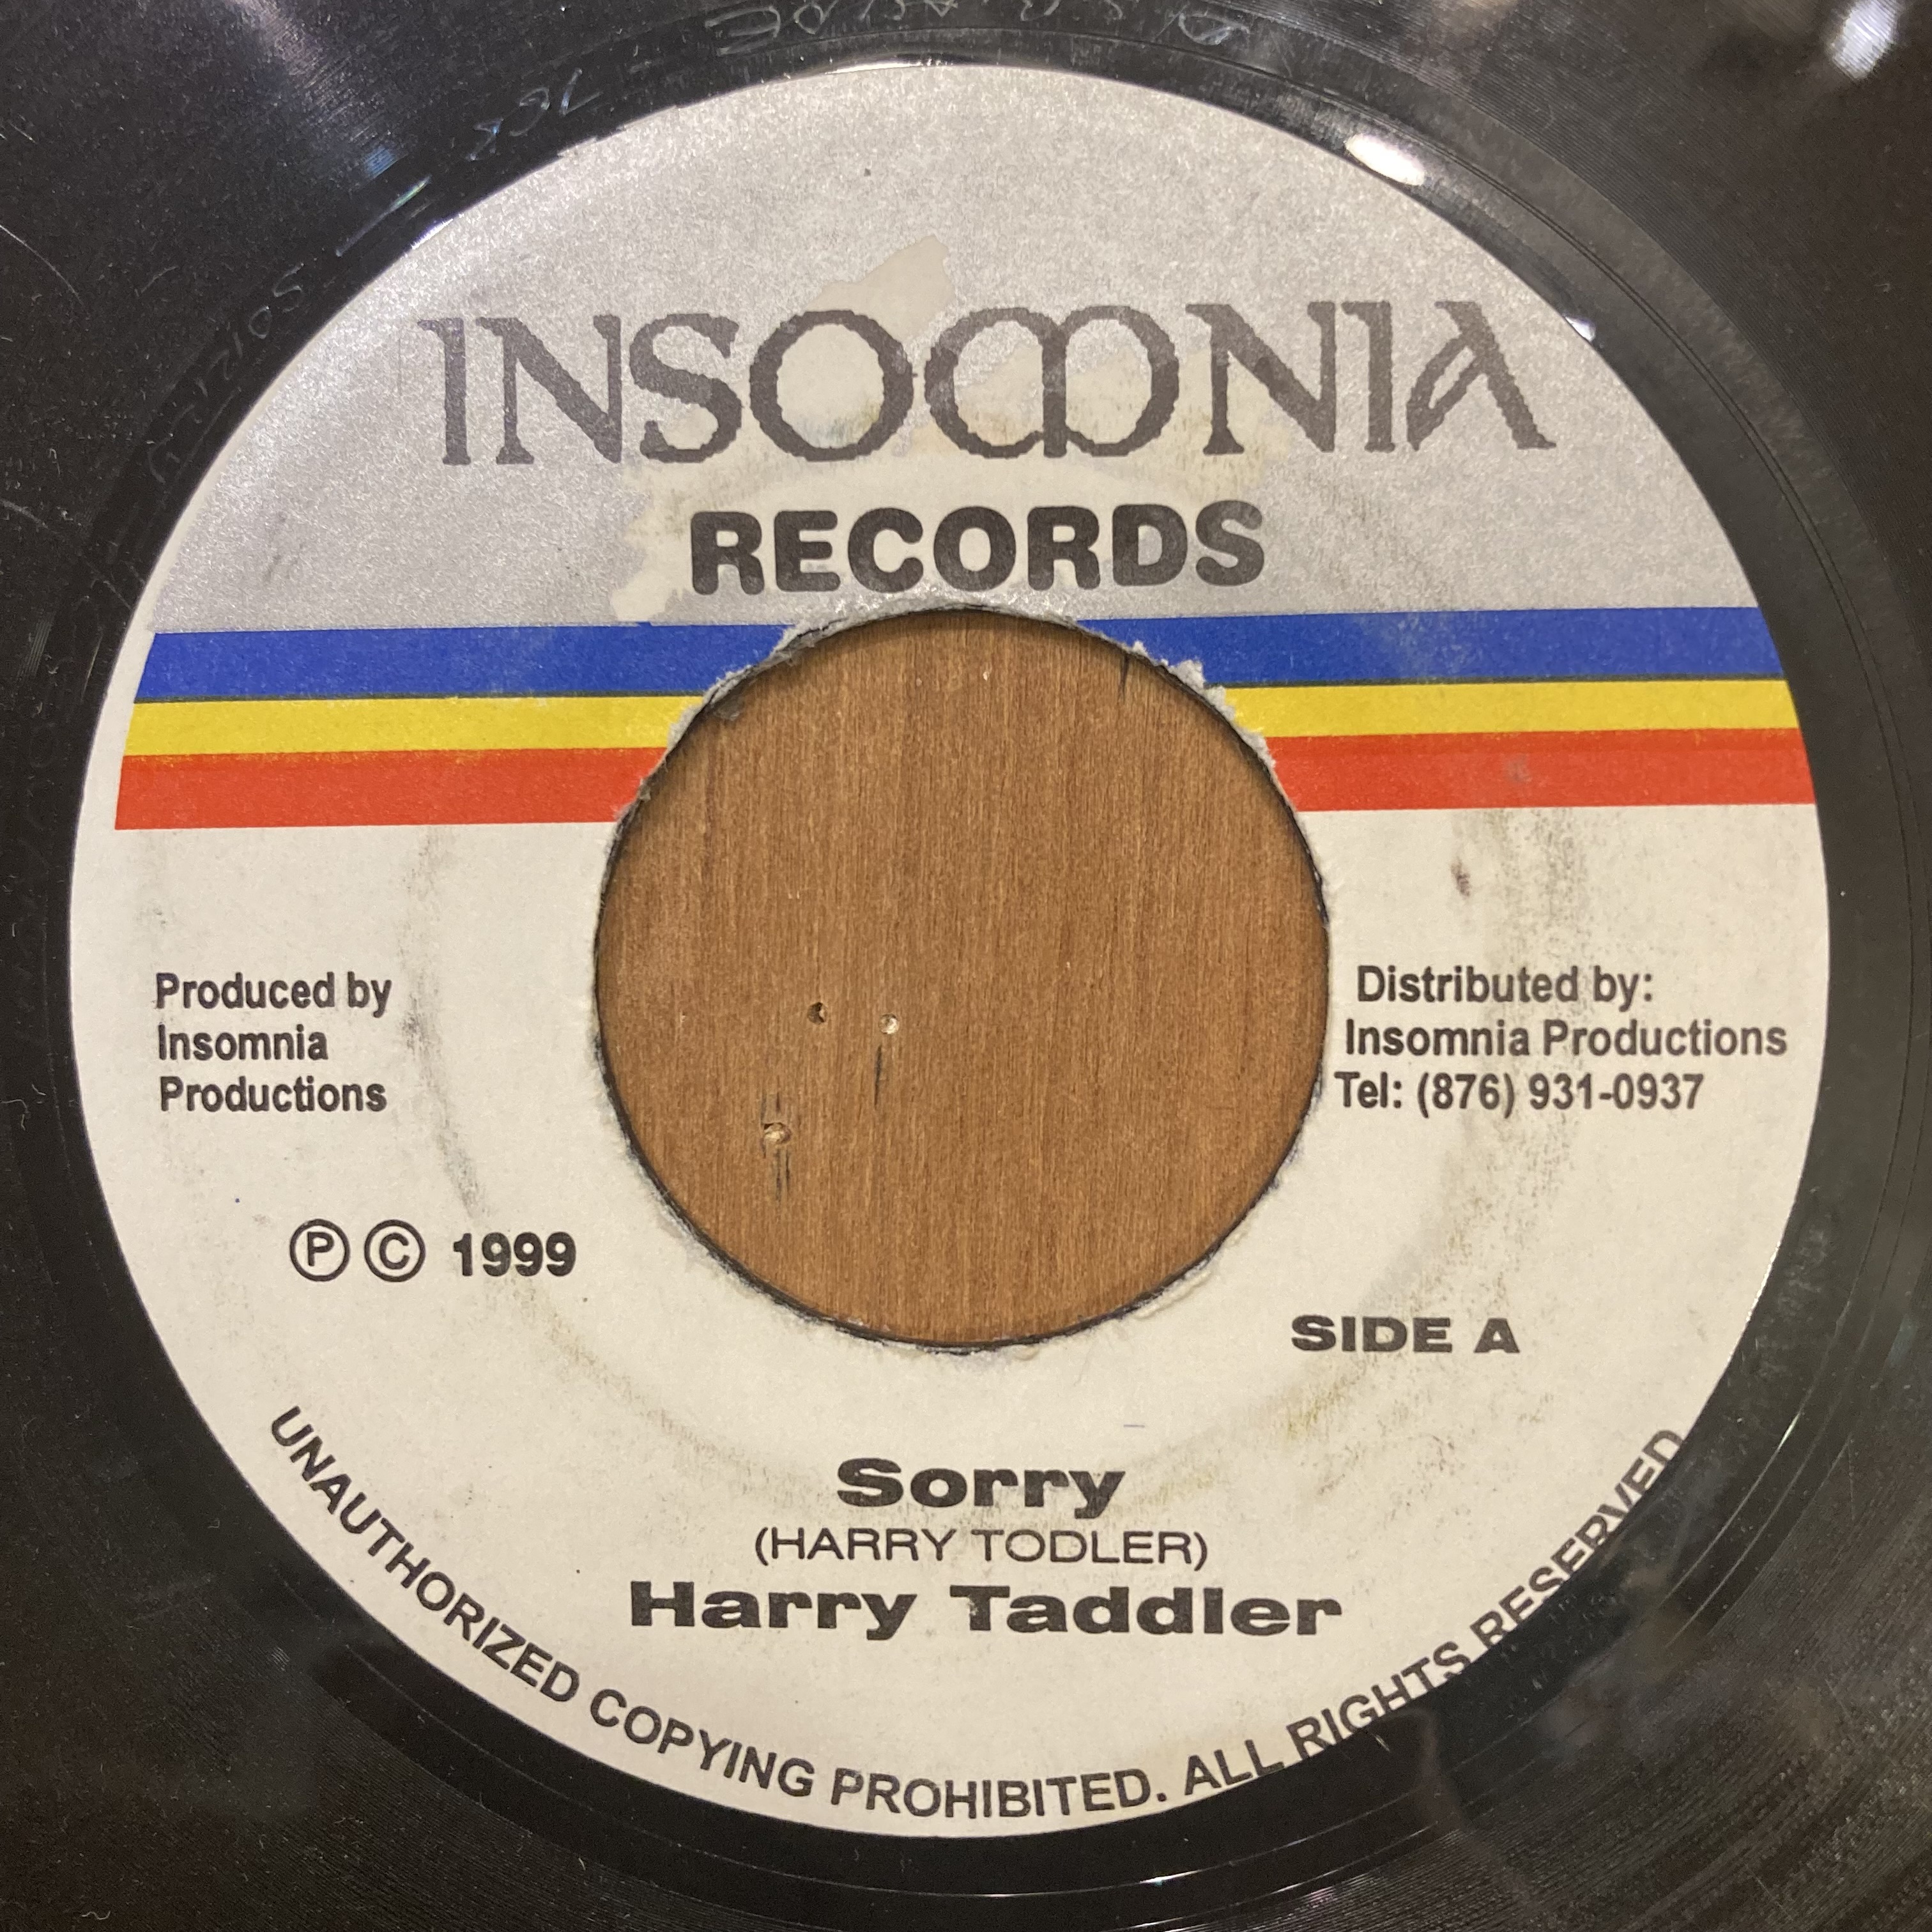 INSOMNIA
RECORDS
Produced by
Insomnia
Productions
Distributed by:
Insomnia Productions
Tel: (876) 931-0937
Ⓟ © 1999
SIDE A
Sorry
(HARRY TODLER)
Harry Taddler
UNAUTHORIZED COPYING PROHIBITED. ALL RIGHTS RESERVED